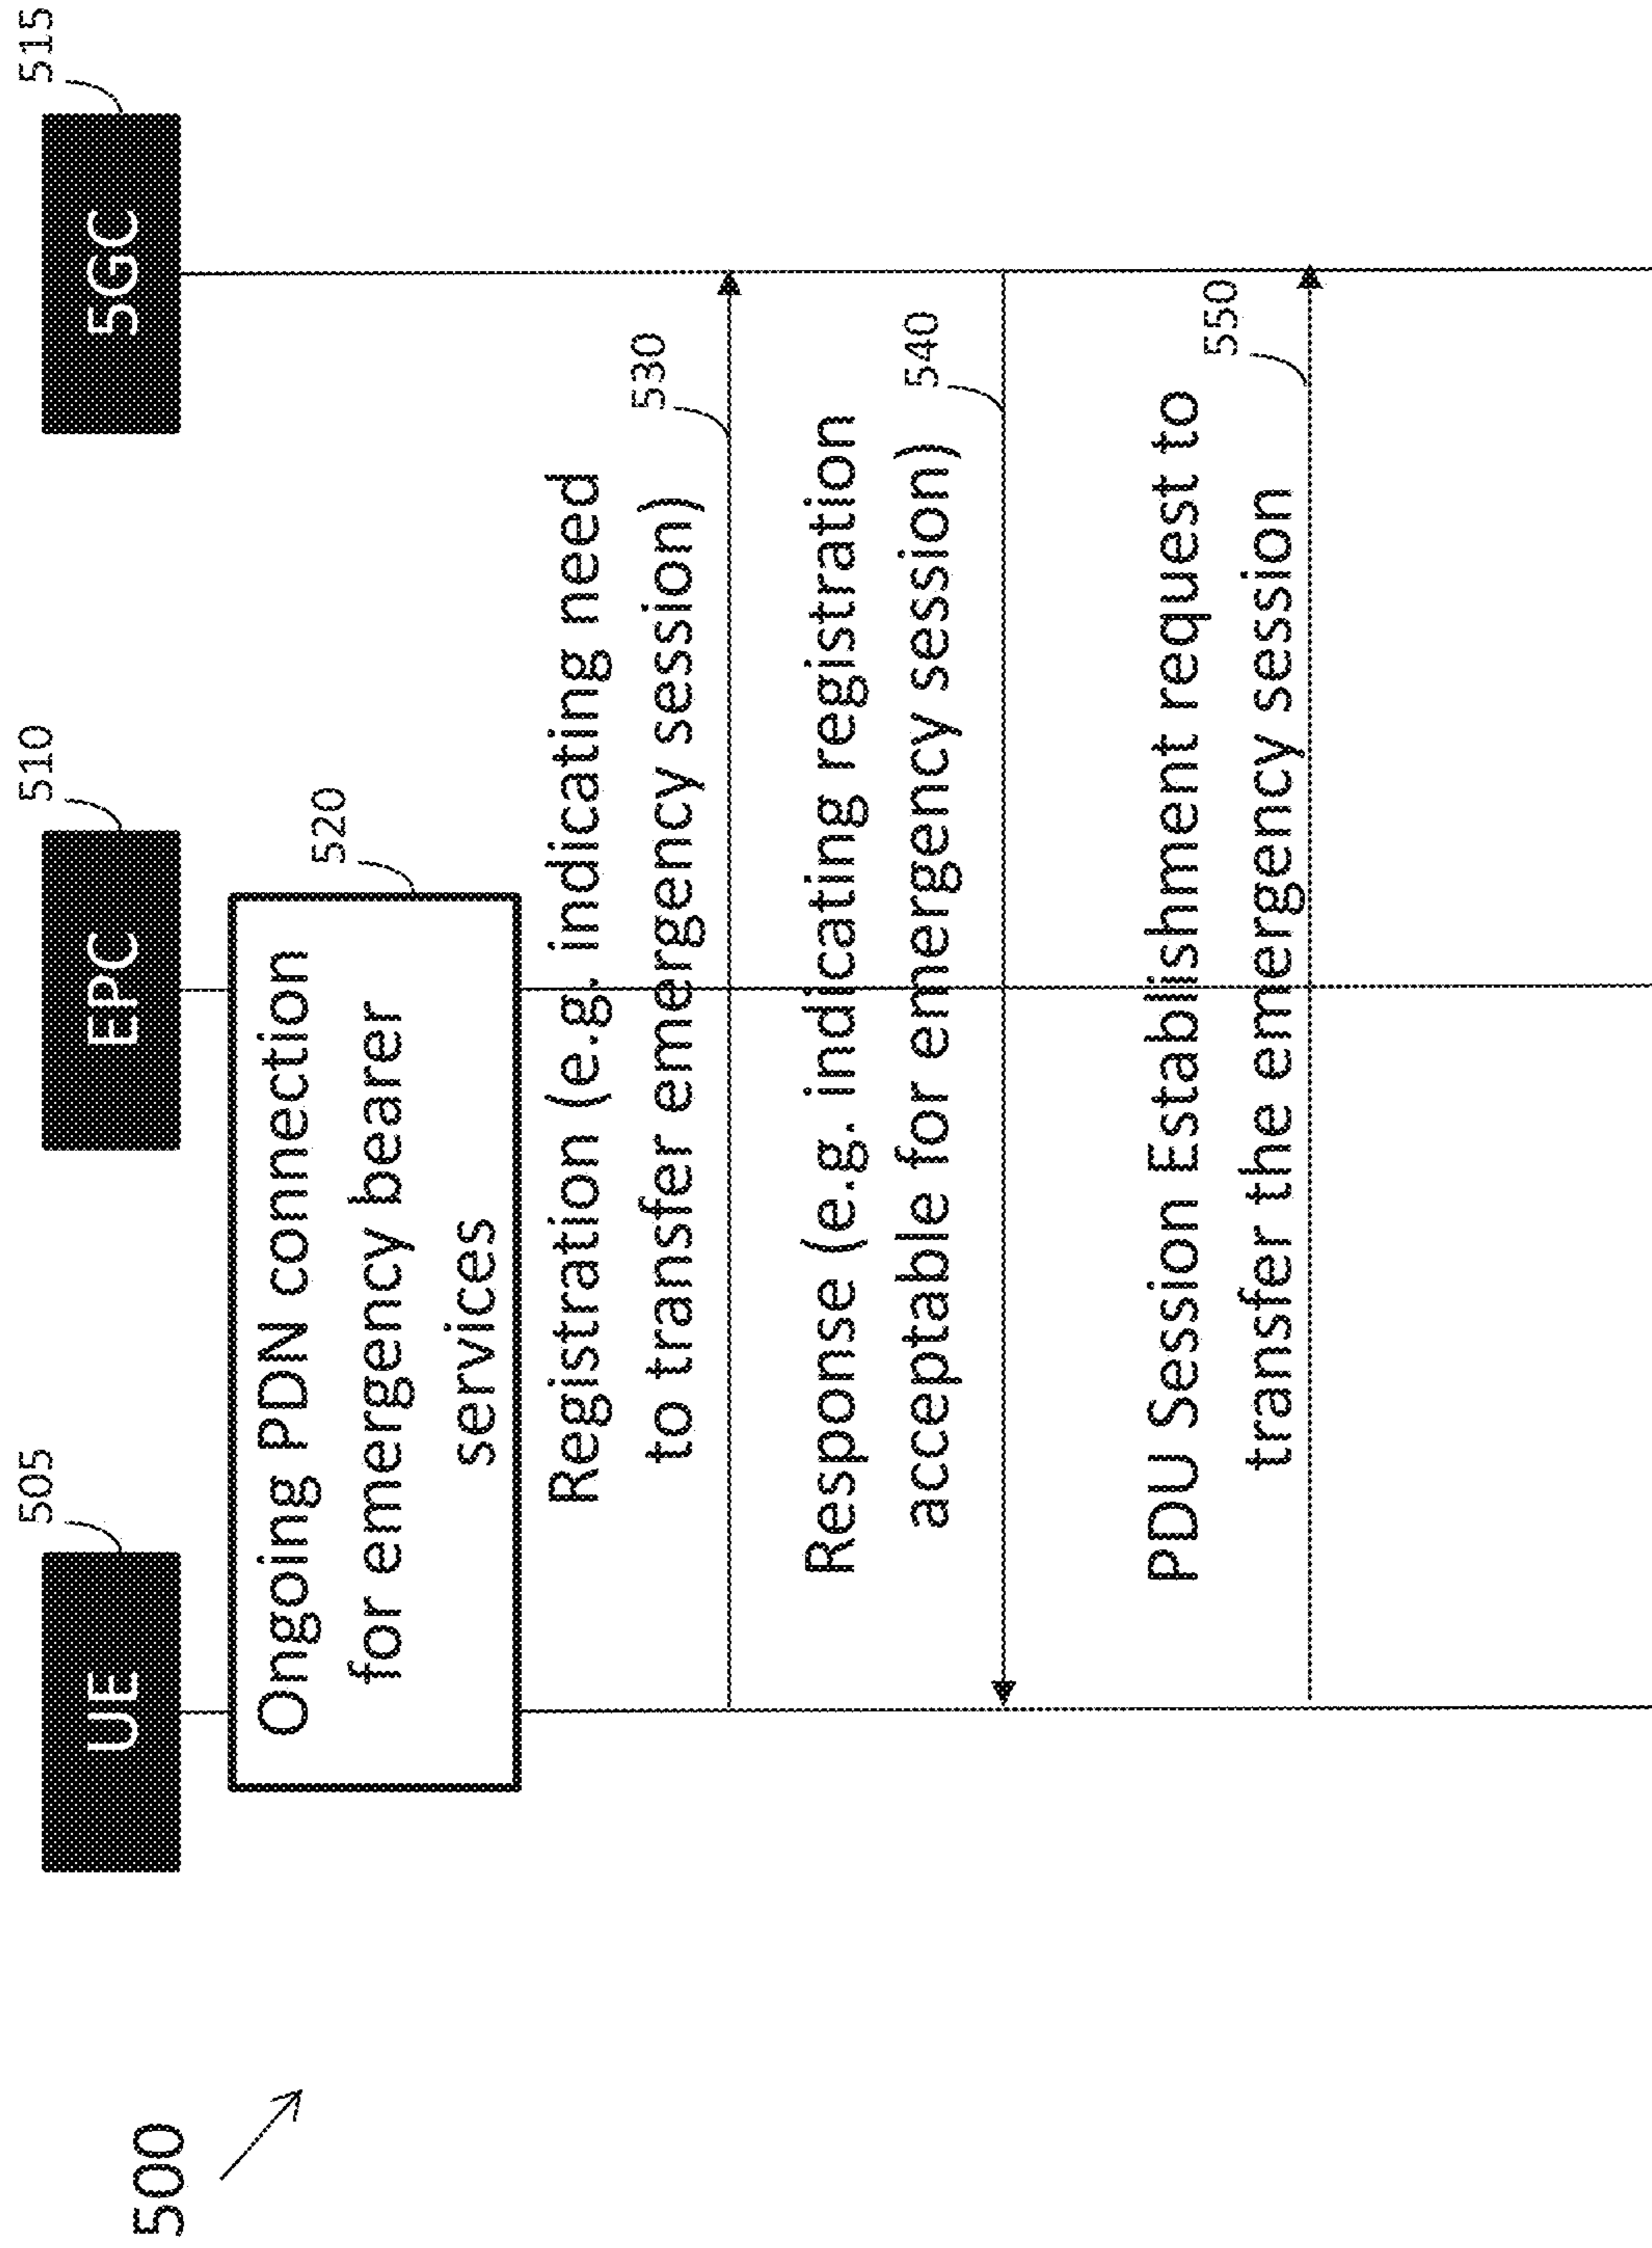 500
505
510
515
UE
EPC
5GC
520
Ongoing PDN connection
for emergency bearer
services
Registration (e.g. indicating need
to transfer emergency session)
530
Response (e.g. indicating registration
acceptable for emergency session)
540
PDU Session Establishment request to
transfer the emergency session
550